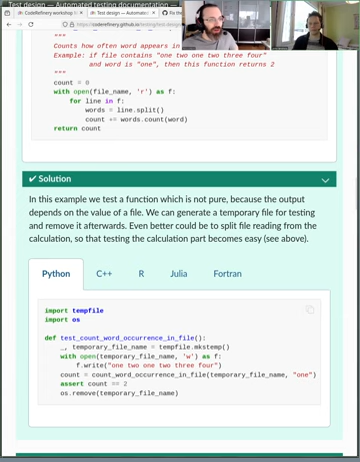 Test design — Automated testing documentation —
CodeRefinery workshop
Test design — Automate
Fix th
https://coderefinery.github.io/testing/test-design
"""
Counts how often word appears in
Example: if file contains "one two one two three four"
and word is "one", then this function returns 2
"""
count = 0
with open(file_name, 'r') as f:
for line in f:
words = line.split()
count += words.count(word)
return count
✔ Solution
In this example we test a function which is not pure, because the output
depends on the value of a file. We can generate a temporary file for testing
and remove it afterwards. Even better could be to split file reading from the
calculation, so that testing the calculation part becomes easy (see above).
Python C++ R Julia Fortran
import tempfile
import os
def test_count_word_occurrence_in_file():
_, temporary_file_name = tempfile.mkstemp()
with open(temporary_file_name, 'w') as f:
f.write("one two one two three four")
count = count_word_occurrence_in_file(temporary_file_name, "one")
assert count == 2
os.remove(temporary_file_name)